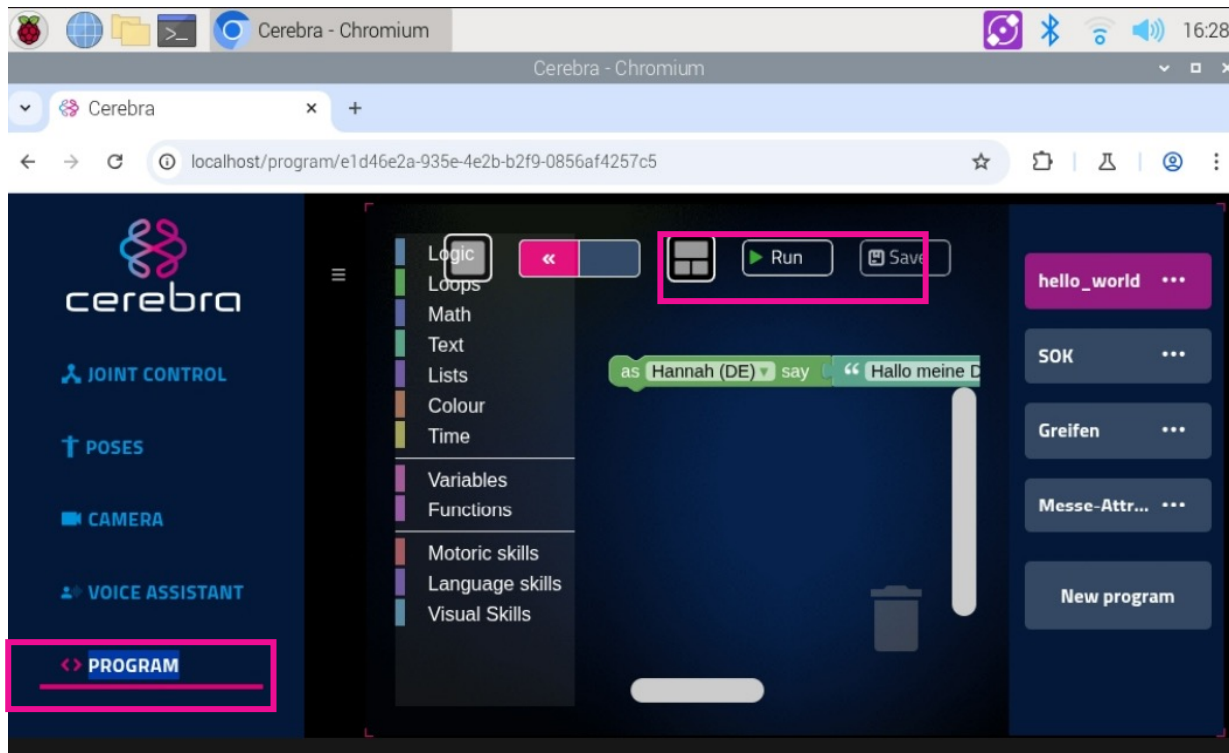 Cerebra - Chromium
16:28
Cerebra - Chromium
Cerebra
localhost/program/e1d46e2a-935e-4e2b-b2f9-0856af4257c5
cerebra
JOINT CONTROL
POSES
CAMERA
VOICE ASSISTANT
PROGRAM
Logic
Loops
Math
Text
Lists
Colour
Time
Variables
Functions
Motoric skills
Language skills
Visual Skills
Run
Save
as Hannah (DE) say “ Hallo meine D
hello_world
SOK
Greifen
Messe-Attr...
New program